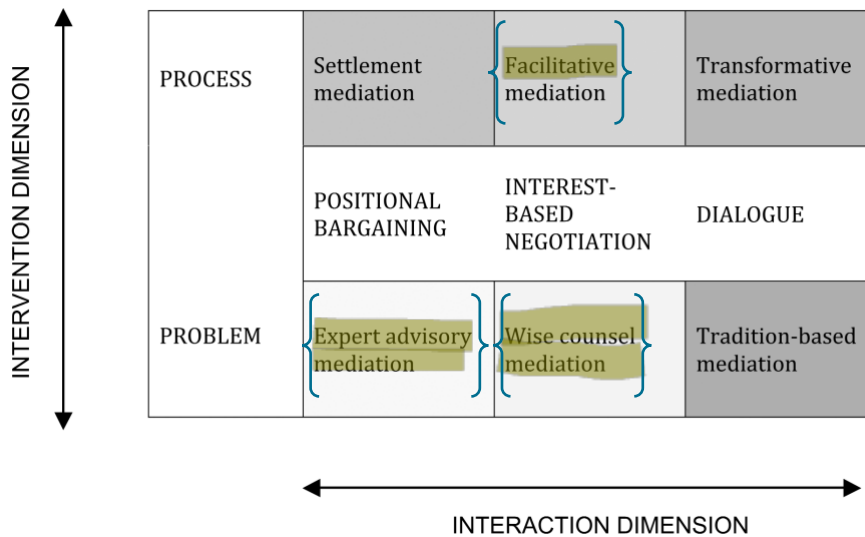 INTERVENTION DIMENSION
PROCESS
Settlement
mediation
Facilitative
mediation
Transformative
mediation
POSITIONAL
BARGAINING
INTEREST-
BASED
NEGOTIATION
DIALOGUE
PROBLEM
Expert advisory
mediation
Wise counsel
mediation
Tradition-based
mediation
INTERACTION DIMENSION